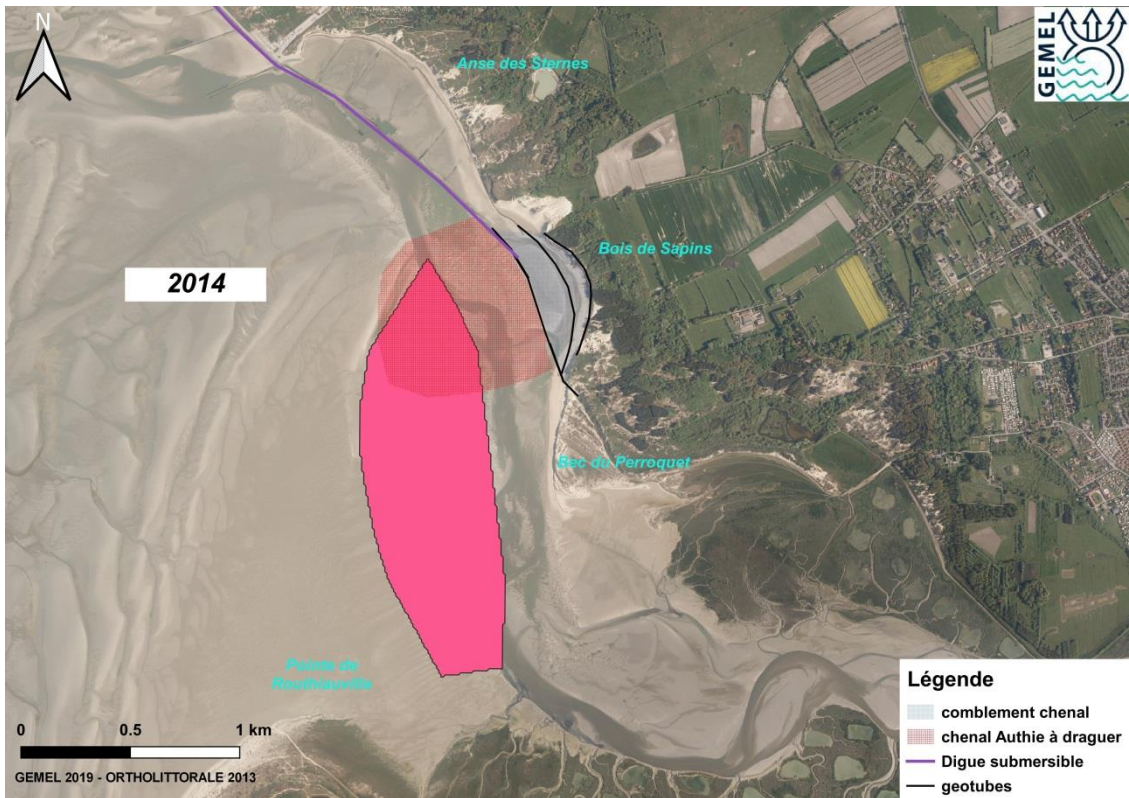 N
Anse des Sternes
GEMEL
2014
Bois de Sapins
Bec du Perroquet
Pointe de
Routhiauville
0 0.5 1 km
GEMEL 2019 - ORTHOLITTORALE 2013
Légende
comblement chenal
chenal Authie à draguer
Digue submersible
geotubes